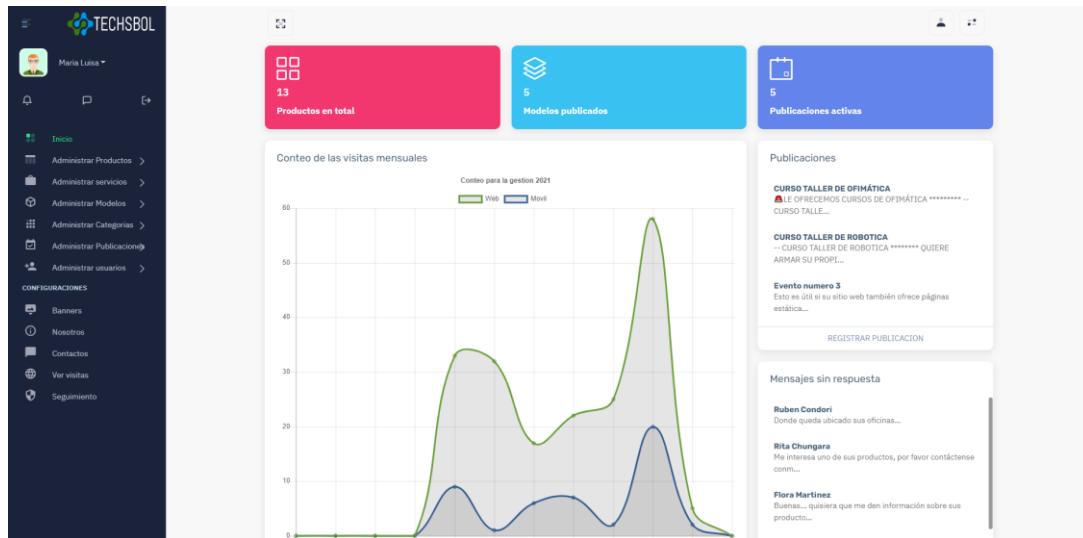 TECHSBOL
Maria Luisa
Inicio
Administrar Productos
Administrar servicios
Administrar Modelos
Administrar Categorias
Administrar Publicaciones
Administrar usuarios
CONFIGURACIONES
Banners
Nosotros
Contactos
Ver visitas
Seguimiento
13
Productos en total
5
Modelos publicados
5
Publicaciones activas
Conteo de las visitas mensuales
Conteo para la gestion 2021
Web Movil
60
50
40
30
20
10
0
Publicaciones
CURSO TALLER DE OFIMÁTICA
🚨LE OFRECEMOS CURSOS DE OFIMÁTICA ********* --
CURSO TALLE...
CURSO TALLER DE ROBOTICA
-- CURSO TALLER DE ROBOTICA ******** QUIERE
ARMAR SU PROPI...
Evento numero 3
Esto es útil si su sitio web también ofrece páginas
estática...
REGISTRAR PUBLICACION
Mensajes sin respuesta
Ruben Condori
Donde queda ubicado sus oficinas...
Rita Chungara
Me interesa uno de sus productos, por favor contáctense
conm...
Flora Martinez
Buenas... quisiera que me den información sobre sus
producto...